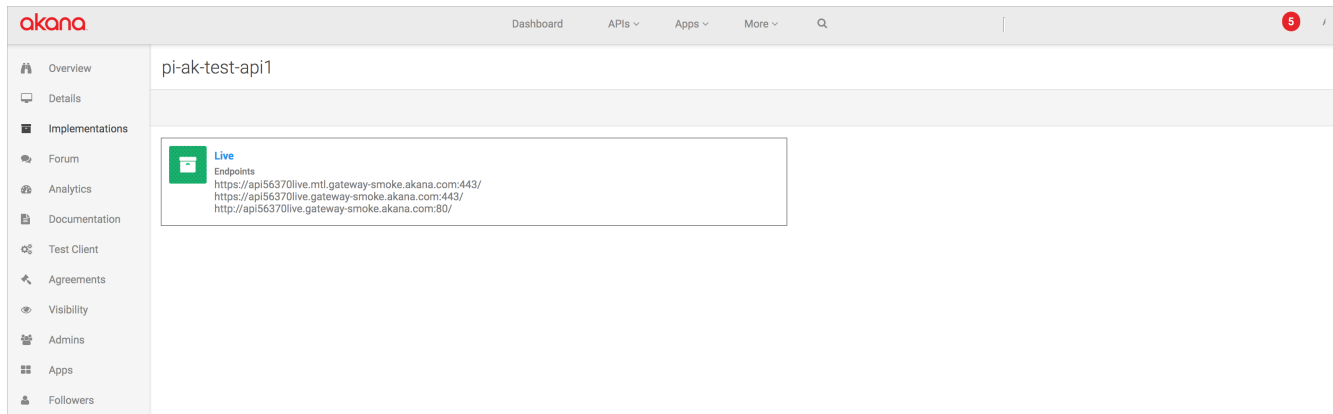 akana
Dashboard
APIs
Apps
More
5
Overview
Details
Implementations
Forum
Analytics
Documentation
Test Client
Agreements
Visibility
Admins
Apps
Followers
pi-ak-test-api1
Live
Endpoints
https://api56370live.mtl.gateway-smoke.akana.com:443/
https://api56370live.gateway-smoke.akana.com:443/
http://api56370live.gateway-smoke.akana.com:80/